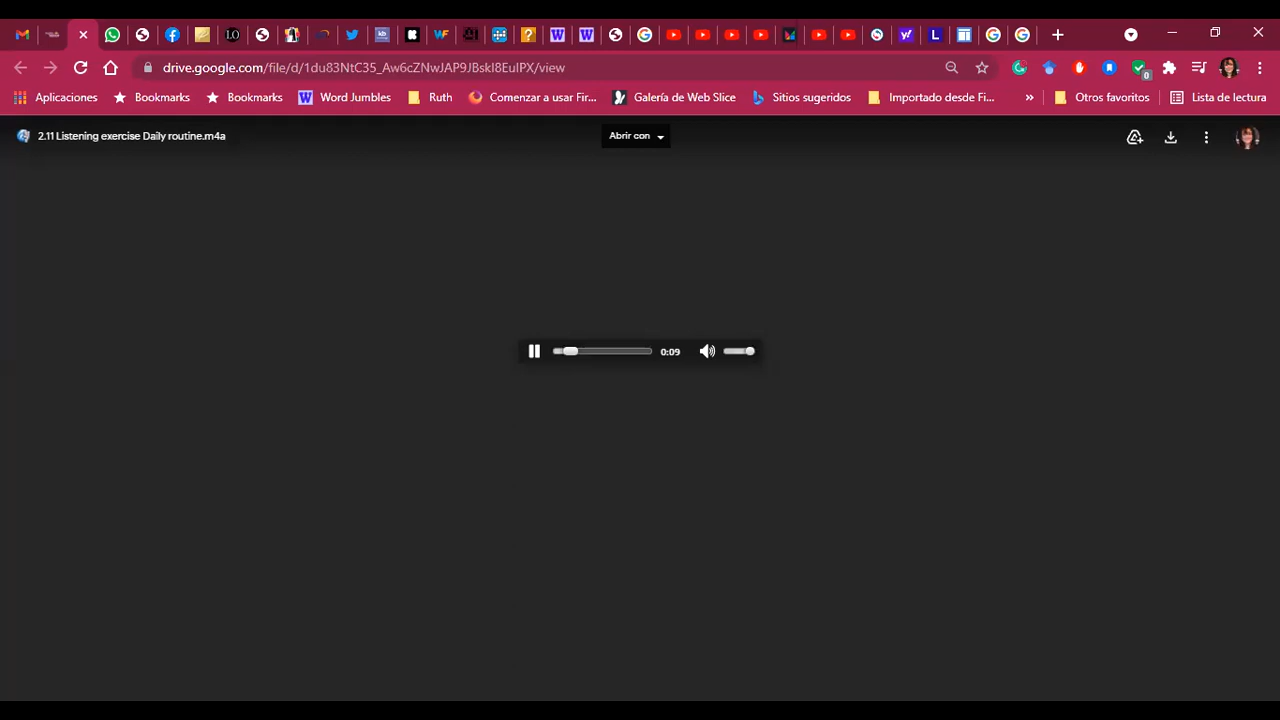 drive.google.com/file/d/1du83NtC35_Aw6cZNwJAP9JBskI8EuIPX/view
0
Aplicaciones Bookmarks Bookmarks Word Jumbles Ruth Comenzar a usar Fir... Galería de Web Slice Sitios sugeridos Importado desde Fi... » Otros favoritos Lista de lectura
2.11 Listening exercise Daily routine.m4a Abrir con
0:09